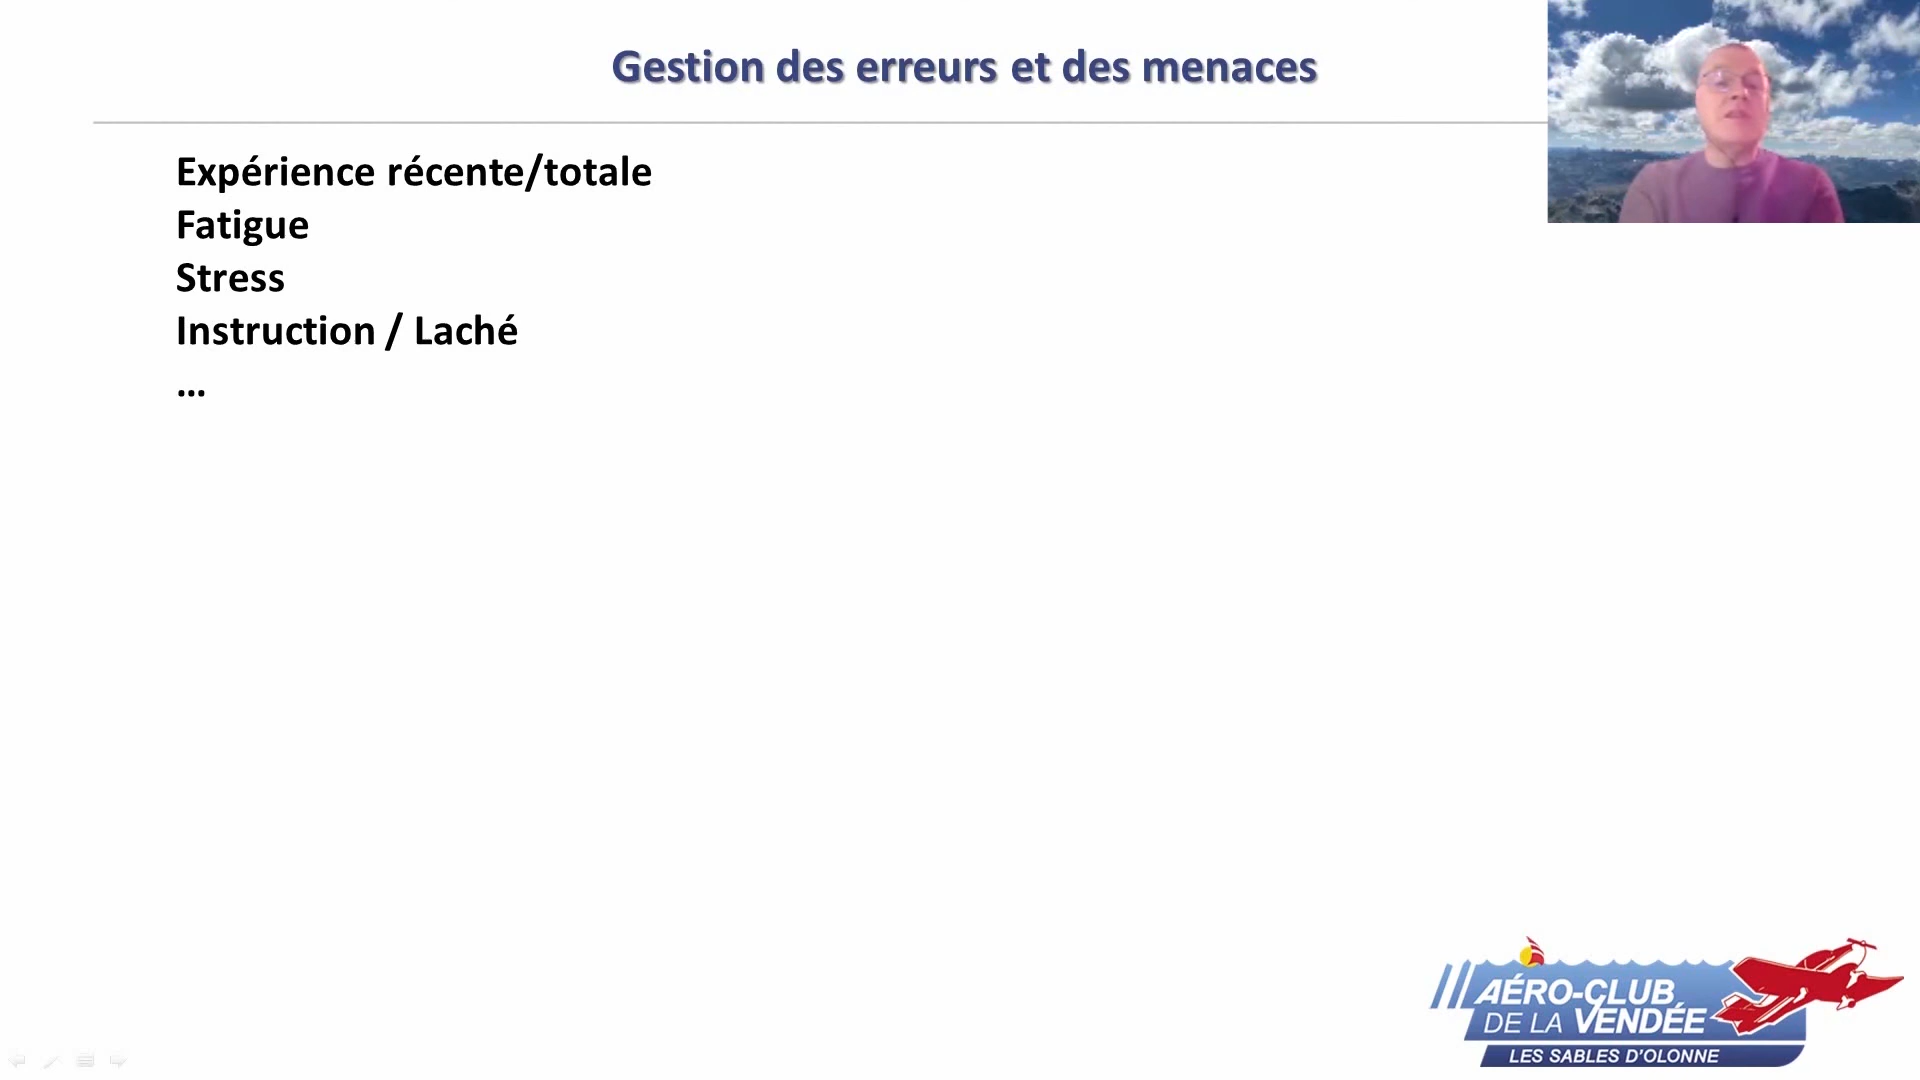 Gestion des erreurs et des menaces
Expérience récente/totale
Fatigue
Stress
Instruction / Laché
...
AÉRO-CLUB
DE LA VENDÉE
LES SABLES D'OLONNE